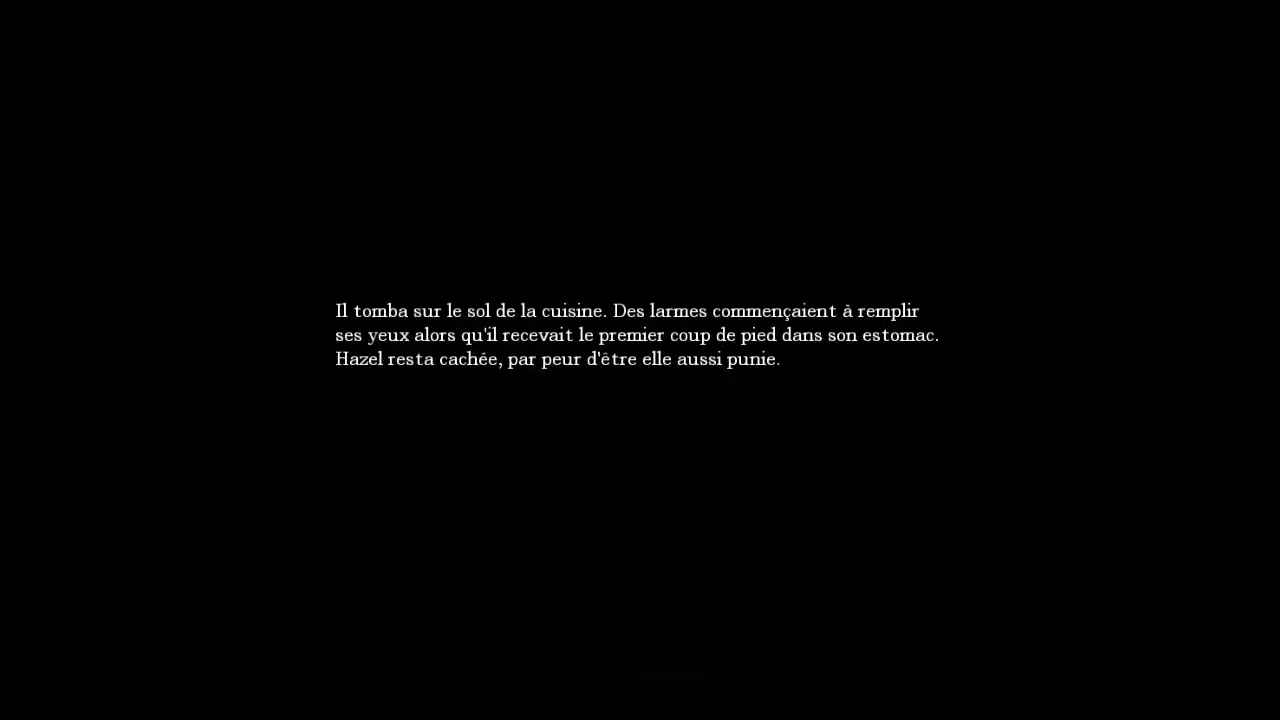 Il tomba sur le sol de la cuisine. Des larmes commençaient à remplir
ses yeux alors qu'il recevait le premier coup de pied dans son estomac.
Hazel resta cachée, par peur d'être elle aussi punie.